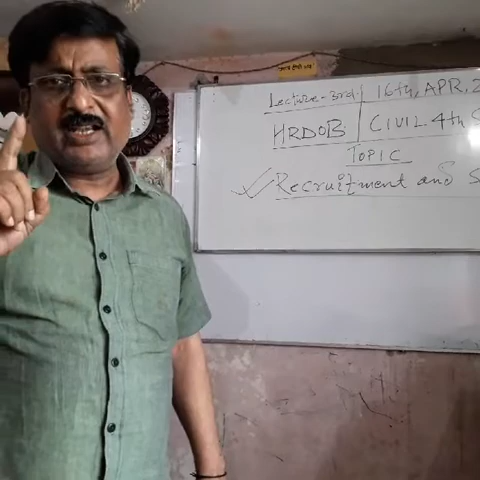 Lecture-3rd | 16th, APR, 2
HRDOB | CIVIL 4th S
TOPIC
✓ Recruitment and S